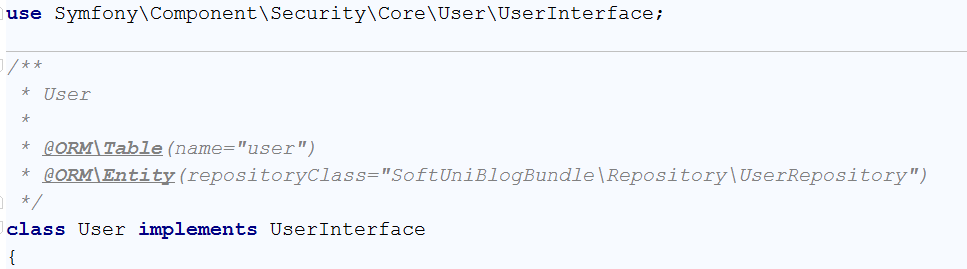 use Symfony\Component\Security\Core\User\UserInterface;
/**
 * User
 *
 * @ORM\Table(name="user")
 * @ORM\Entity(repositoryClass="SoftUniBlogBundle\Repository\UserRepository")
 */
class User implements UserInterface
{